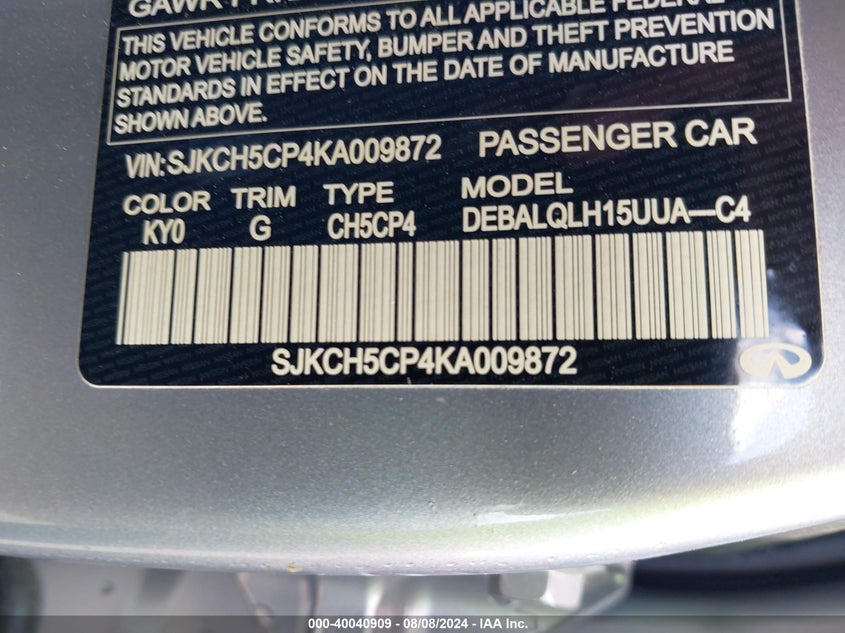 THIS VEHICLE CONFORMS TO ALL APPLICABLE FEDERAL
MOTOR VEHICLE SAFETY, BUMPER AND THEFT PREVENTION
STANDARDS IN EFFECT ON THE DATE OF MANUFACTURE
SHOWN ABOVE.
VIN:SJKCH5CP4KA009872 PASSENGER CAR
COLOR TRIM TYPE MODEL
KY0 G CH5CP4 DEBALQLH15UUA—C4
SJKCH5CP4KA009872
000-40040909 - 08/08/2024 - IAA Inc.